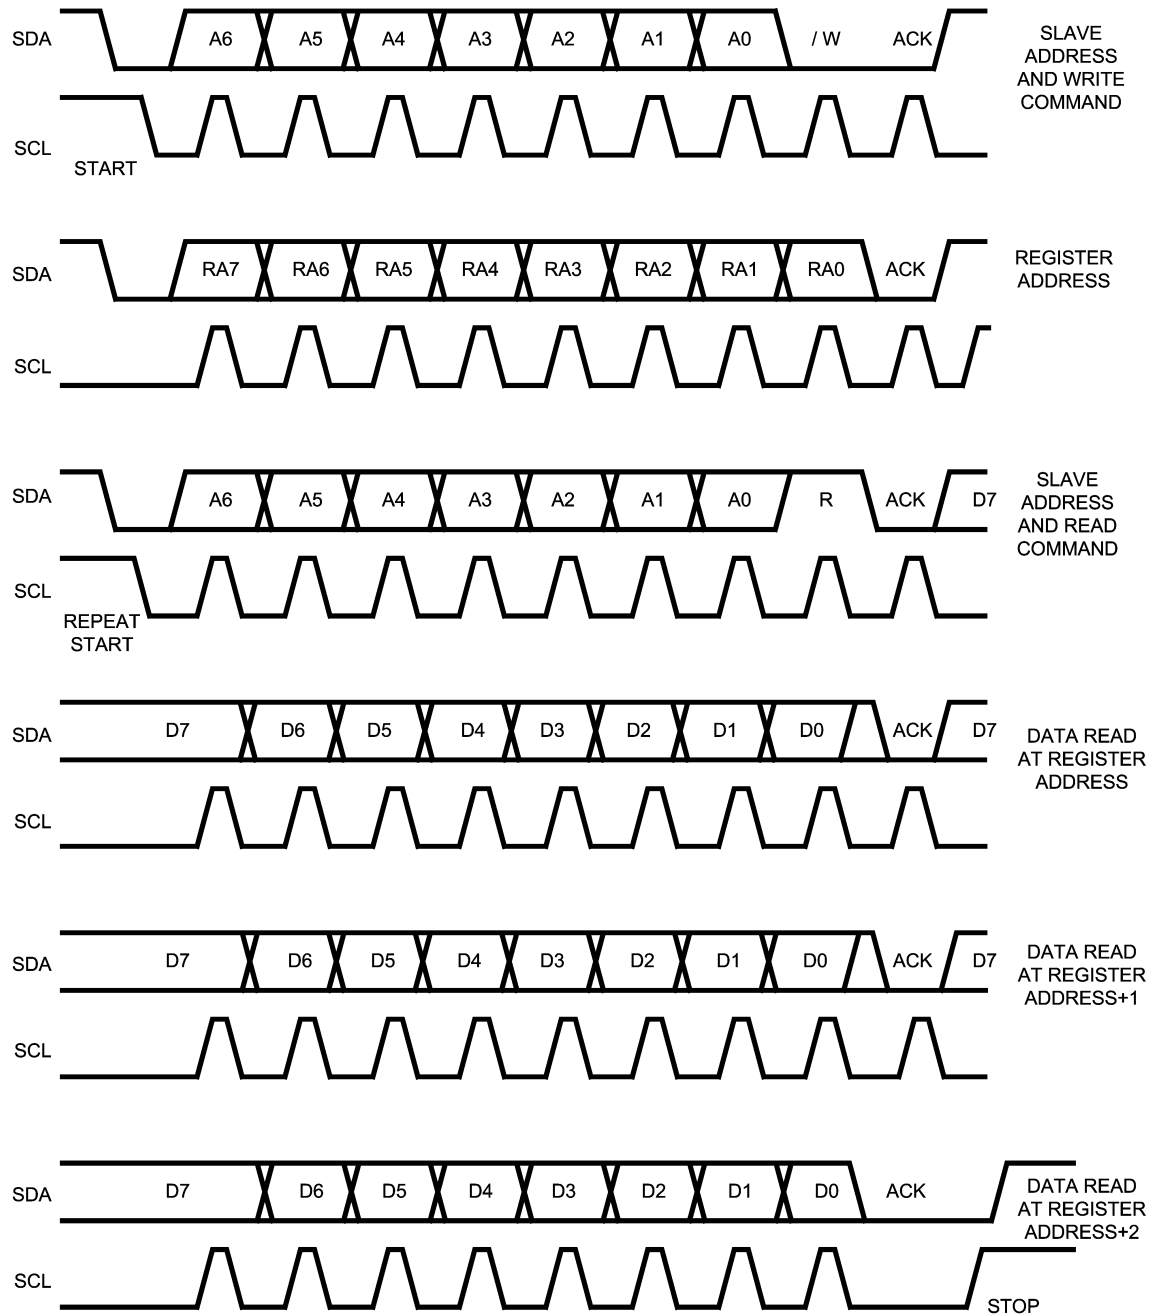 SDA A6 A5 A4 A3 A2 A1 A0 / W ACK
SLAVE
ADDRESS
AND WRITE
COMMAND
SCL
START
SDA RA7 RA6 RA5 RA4 RA3 RA2 RA1 RA0 ACK
REGISTER
ADDRESS
SCL
SDA A6 A5 A4 A3 A2 A1 A0 R ACK D7
SLAVE
ADDRESS
AND READ
COMMAND
SCL
REPEAT
START
SDA D7 D6 D5 D4 D3 D2 D1 D0 ACK D7
DATA READ
AT REGISTER
ADDRESS
SCL
SDA D7 D6 D5 D4 D3 D2 D1 D0 ACK D7
DATA READ
AT REGISTER
ADDRESS+1
SCL
SDA D7 D6 D5 D4 D3 D2 D1 D0 ACK
DATA READ
AT REGISTER
ADDRESS+2
SCL
STOP